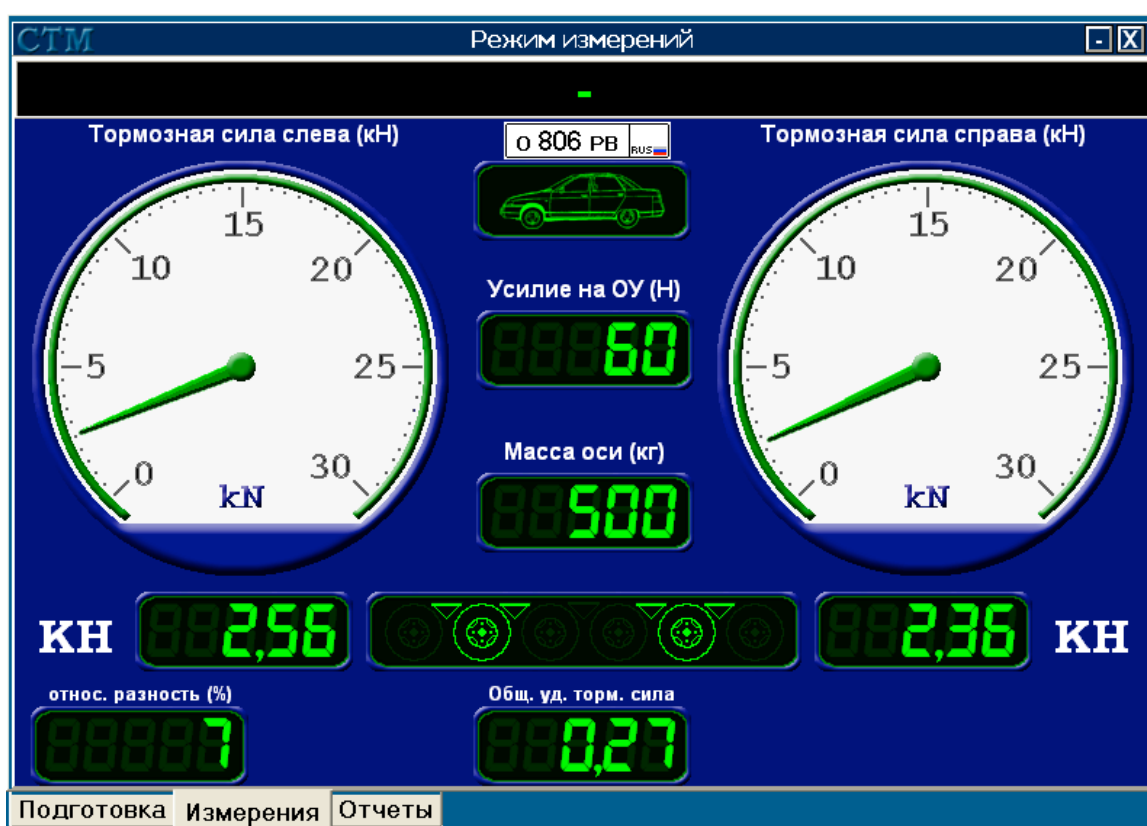 СТМ Режим измерений - X
-
Тормозная сила слева (кН)
о 806 РВ RUS
Тормозная сила справа (кН)
15
10
20
5
25
0
30
kN
15
10
20
5
25
0
30
kN
Усилие на ОУ (Н)
60
Масса оси (кг)
500
КН 2,56
2,36 КН
относ. разность (%)
7
Общ. уд. торм. сила
0,27
Подготовка Измерения Отчеты